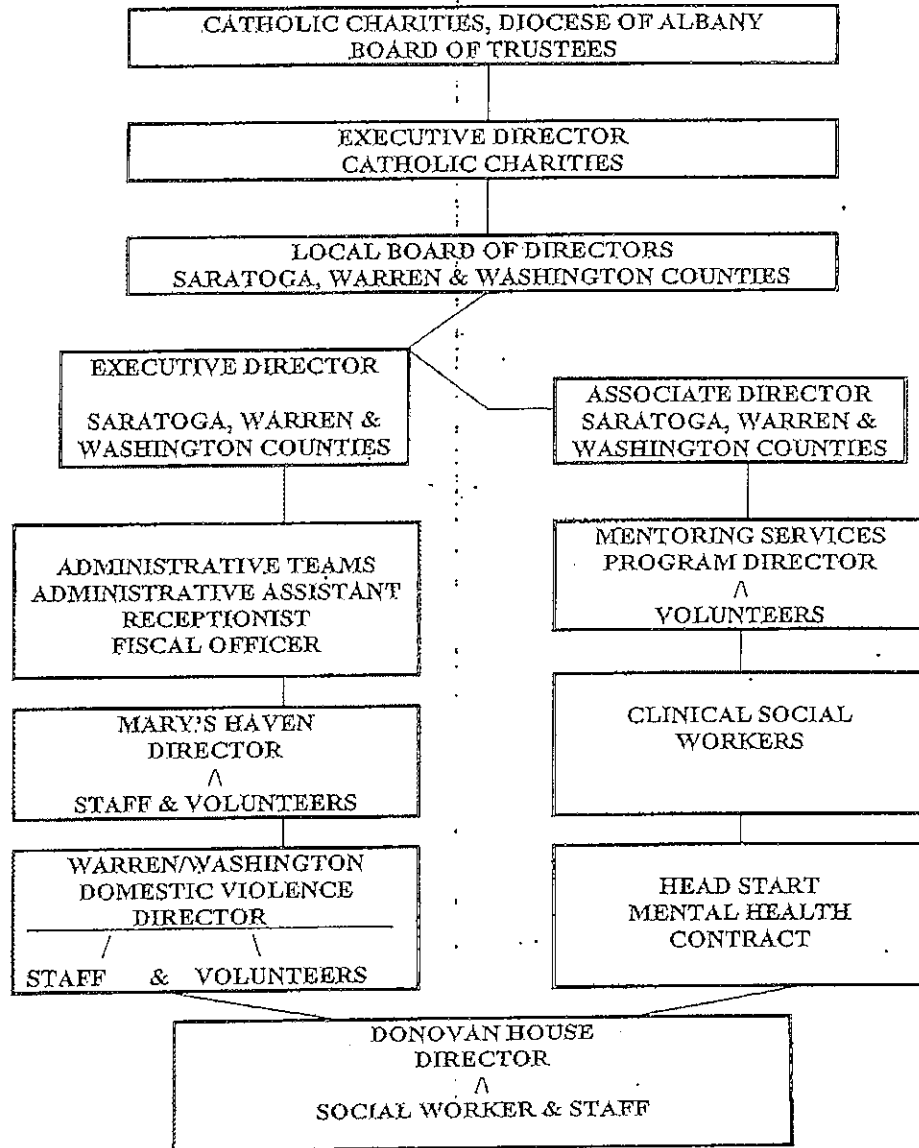 CATHOLIC CHARITIES, DIOCESE OF ALBANY
BOARD OF TRUSTEES
EXECUTIVE DIRECTOR
CATHOLIC CHARITIES
LOCAL BOARD OF DIRECTORS
SARATOGA, WARREN & WASHINGTON COUNTIES
EXECUTIVE DIRECTOR
SARATOGA, WARREN &
WASHINGTON COUNTIES
ASSOCIATE DIRECTOR
SARATOGA, WARREN &
WASHINGTON COUNTIES
ADMINISTRATIVE TEAMS
ADMINISTRATIVE ASSISTANT
RECEPTIONIST
FISCAL OFFICER
MENTORING SERVICES
PROGRAM DIRECTOR
/\
VOLUNTEERS
MARY'S HAVEN
DIRECTOR
/\
STAFF & VOLUNTEERS
CLINICAL SOCIAL
WORKERS
WARREN/WASHINGTON
DOMESTIC VIOLENCE
DIRECTOR
/ \
STAFF & VOLUNTEERS
HEAD START
MENTAL HEALTH
CONTRACT
DONOVAN HOUSE
DIRECTOR
/\
SOCIAL WORKER & STAFF